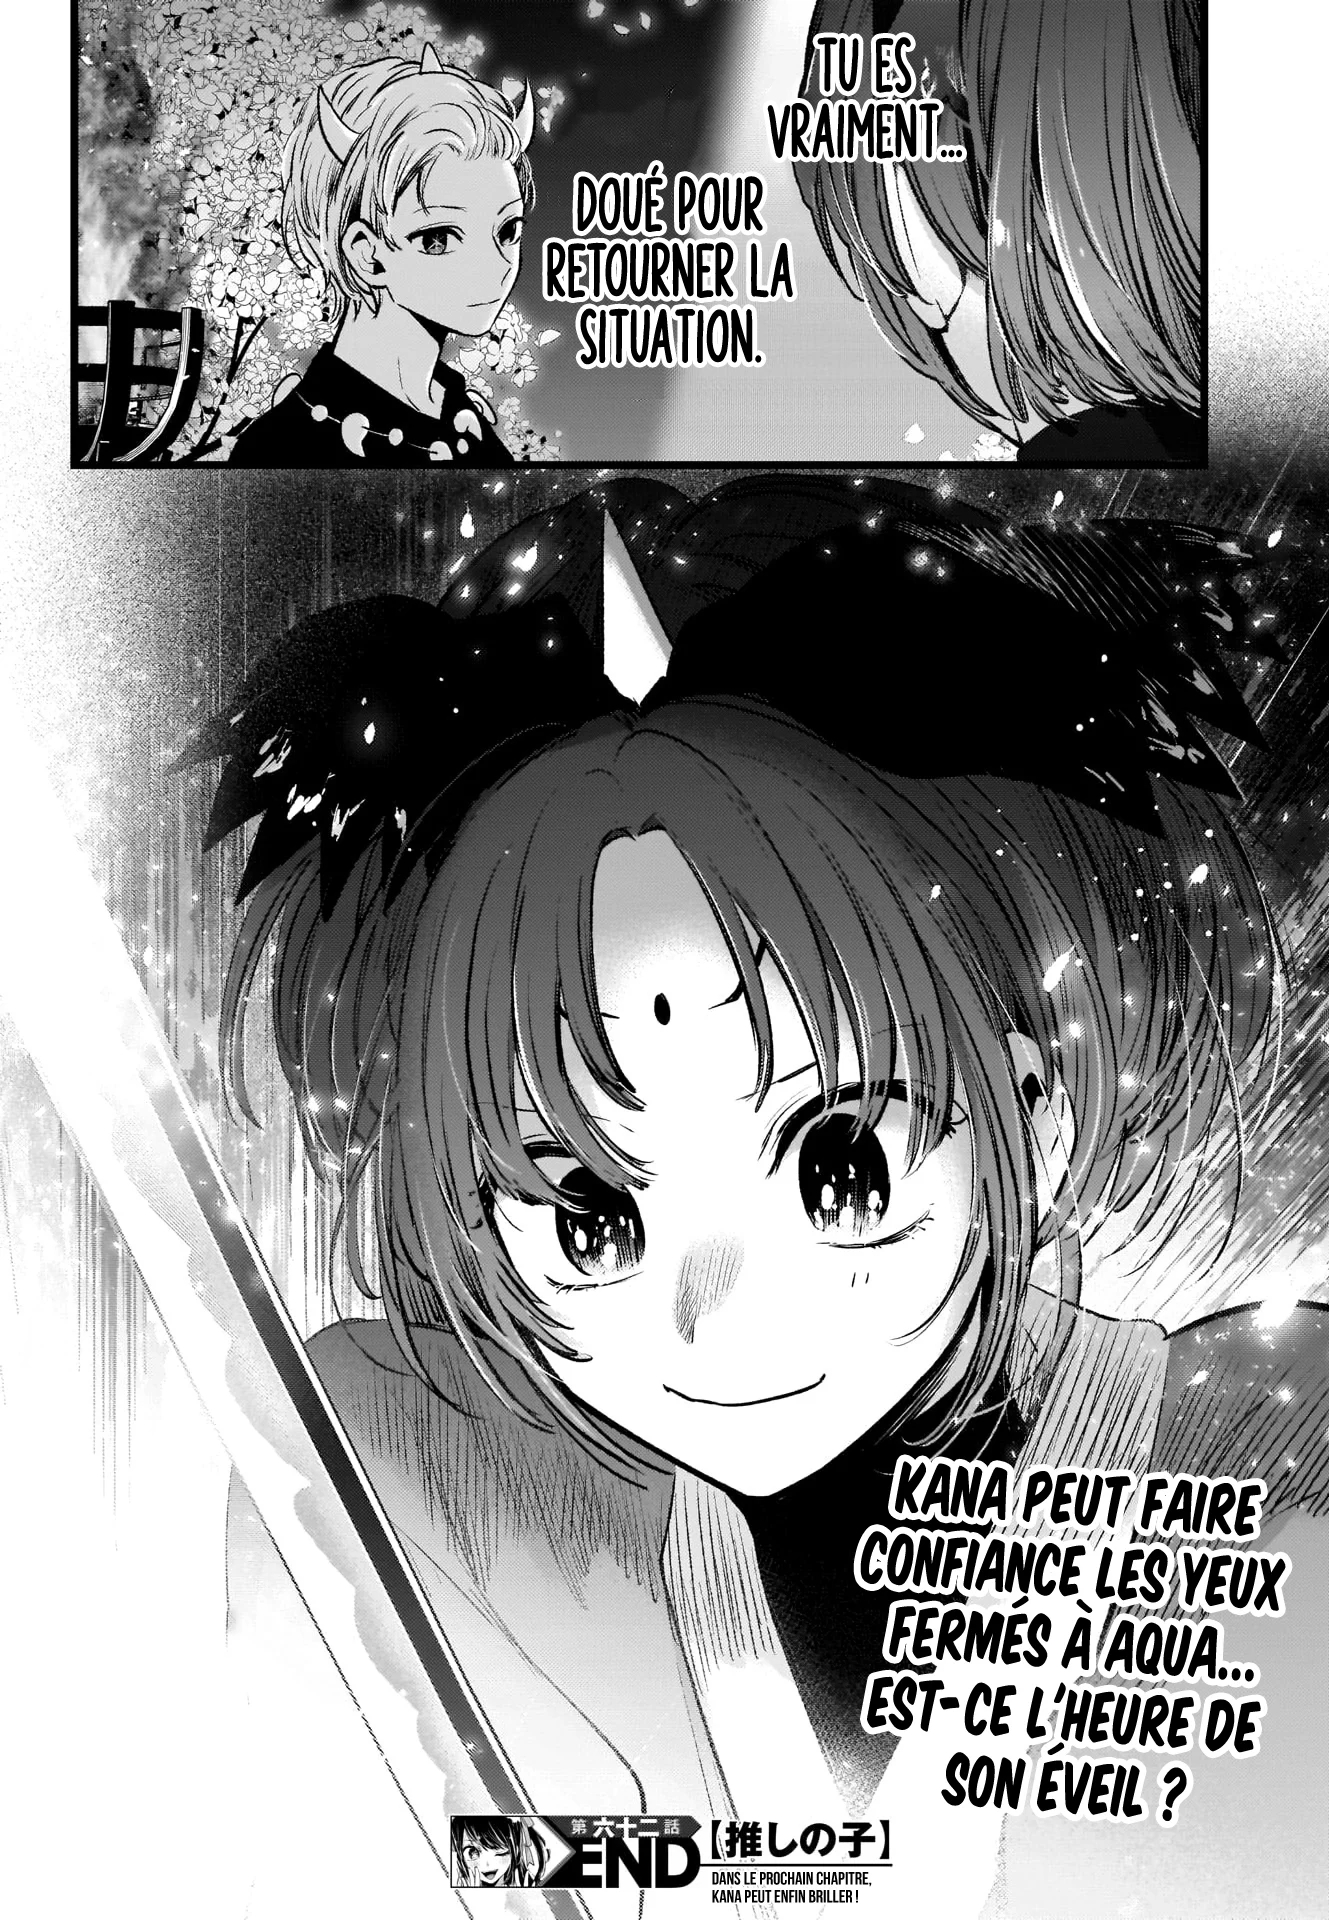 TU ES
VRAIMENT...
DOUÉ POUR
RETOURNER LA
SITUATION.
KANA PEUT FAIRE
CONFIANCE LES YEUX
FERMÉS À AQUA...
EST-CE L'HEURE DE
SON ÉVEIL ?
第六十二話
END
【推しの子】
DANS LE PROCHAIN CHAPITRE,
KANA PEUT ENFIN BRILLER !